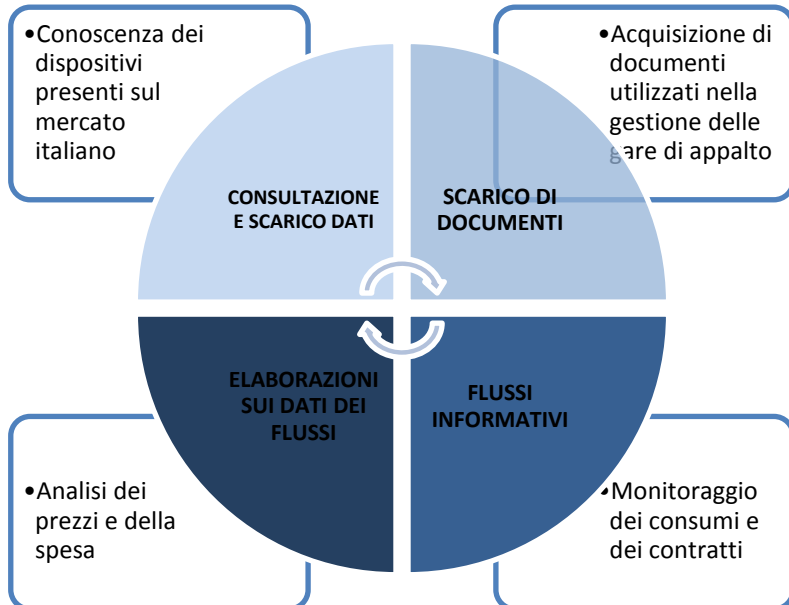 •Conoscenza dei
dispositivi
presenti sul
mercato
italiano
•Acquisizione di
documenti
utilizzati nella
gestione delle
gare di appalto
CONSULTAZIONE
E SCARICO DATI
SCARICO DI
DOCUMENTI
ELABORAZIONI
SUI DATI DEI
FLUSSI
FLUSSI
INFORMATIVI
•Analisi dei
prezzi e della
spesa
•Monitoraggio
dei consumi e
dei contratti